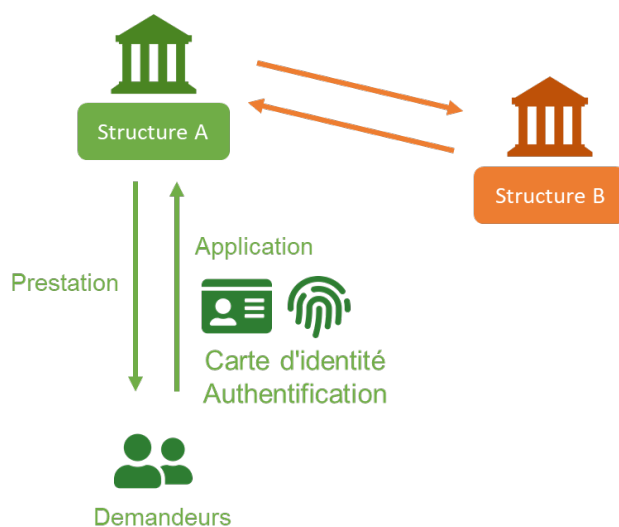 Structure A
Structure B
Application
Prestation
Carte d'identité
Authentification
Demandeurs